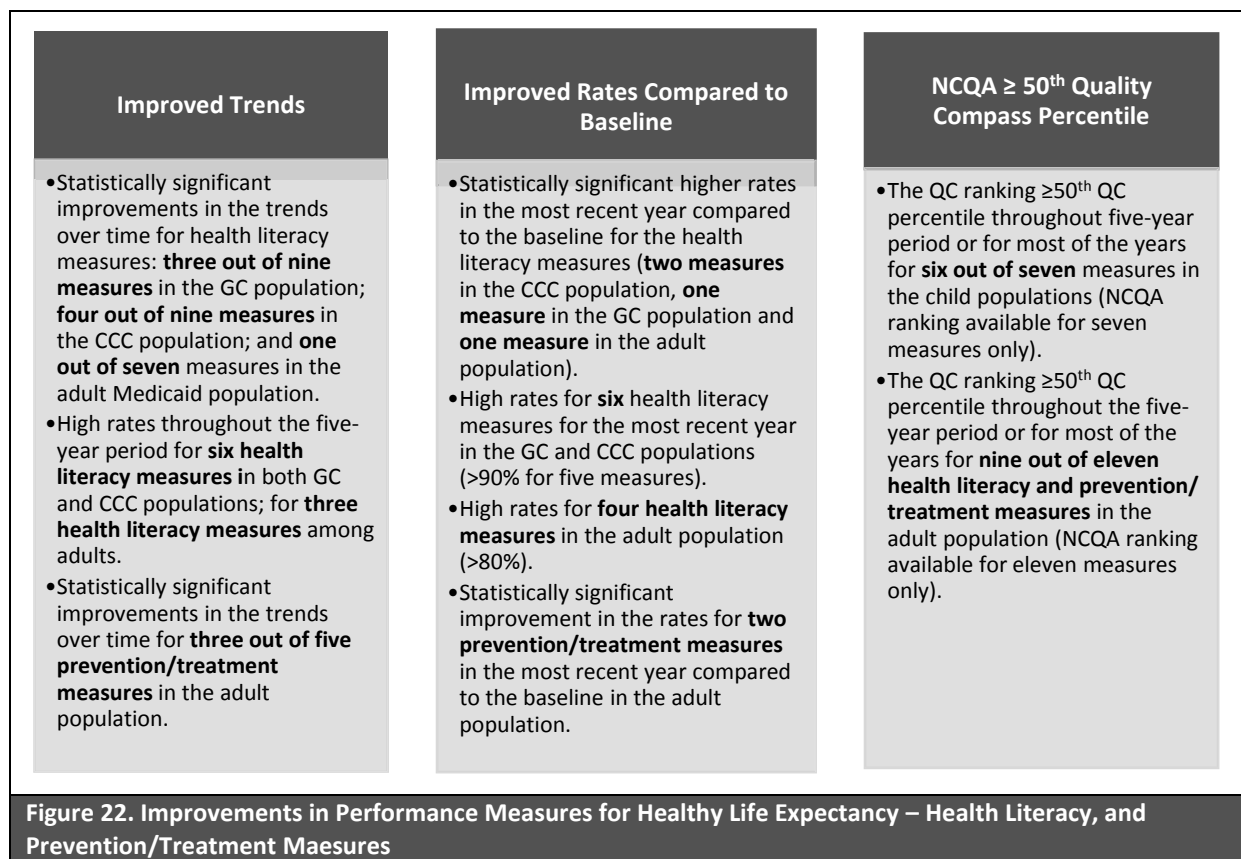 Improved Trends
•Statistically significant
improvements in the trends
over time for health literacy
measures: three out of nine
measures in the GC population;
four out of nine measures in
the CCC population; and one
out of seven measures in the
adult Medicaid population.
•High rates throughout the five-
year period for six health
literacy measures in both GC
and CCC populations; for three
health literacy measures among
adults.
•Statistically significant
improvements in the trends
over time for three out of five
prevention/treatment
measures in the adult
population.
Improved Rates Compared to
Baseline
•Statistically significant higher rates
in the most recent year compared
to the baseline for the health
literacy measures (two measures
in the CCC population, one
measure in the GC population and
one measure in the adult
population).
•High rates for six health literacy
measures for the most recent year
in the GC and CCC populations
(>90% for five measures).
•High rates for four health literacy
measures in the adult population
(>80%).
•Statistically significant
improvement in the rates for two
prevention/treatment measures
in the most recent year compared
to the baseline in the adult
population.
NCQA ≥ 50th Quality
Compass Percentile
•The QC ranking ≥50th QC
percentile throughout five-year
period or for most of the years
for six out of seven measures in
the child populations (NCQA
ranking available for seven
measures only).
•The QC ranking ≥50th QC
percentile throughout the five-
year period or for most of the
years for nine out of eleven
health literacy and prevention/
treatment measures in the
adult population (NCQA ranking
available for eleven measures
only).
Figure 22. Improvements in Performance Measures for Healthy Life Expectancy – Health Literacy, and
Prevention/Treatment Maesures